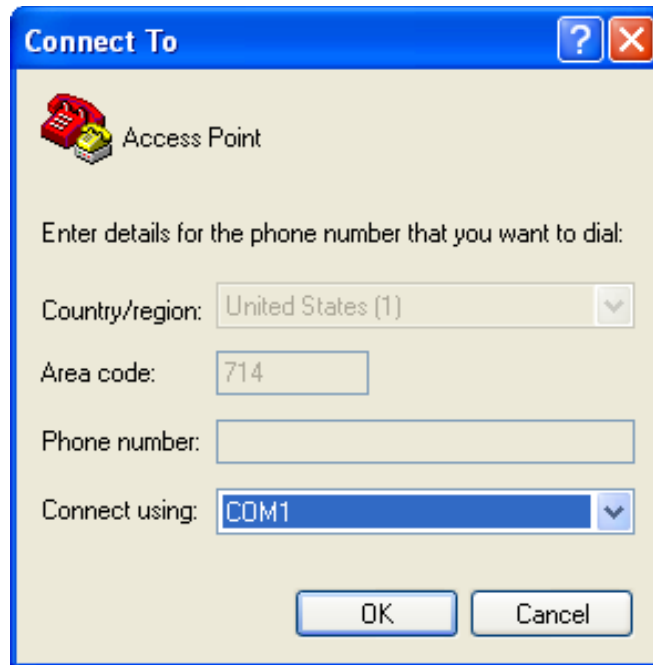 Connect To
Access Point
Enter details for the phone number that you want to dial:
Country/region: United States (1)
Area code: 714
Phone number:
Connect using: COM1
OK Cancel